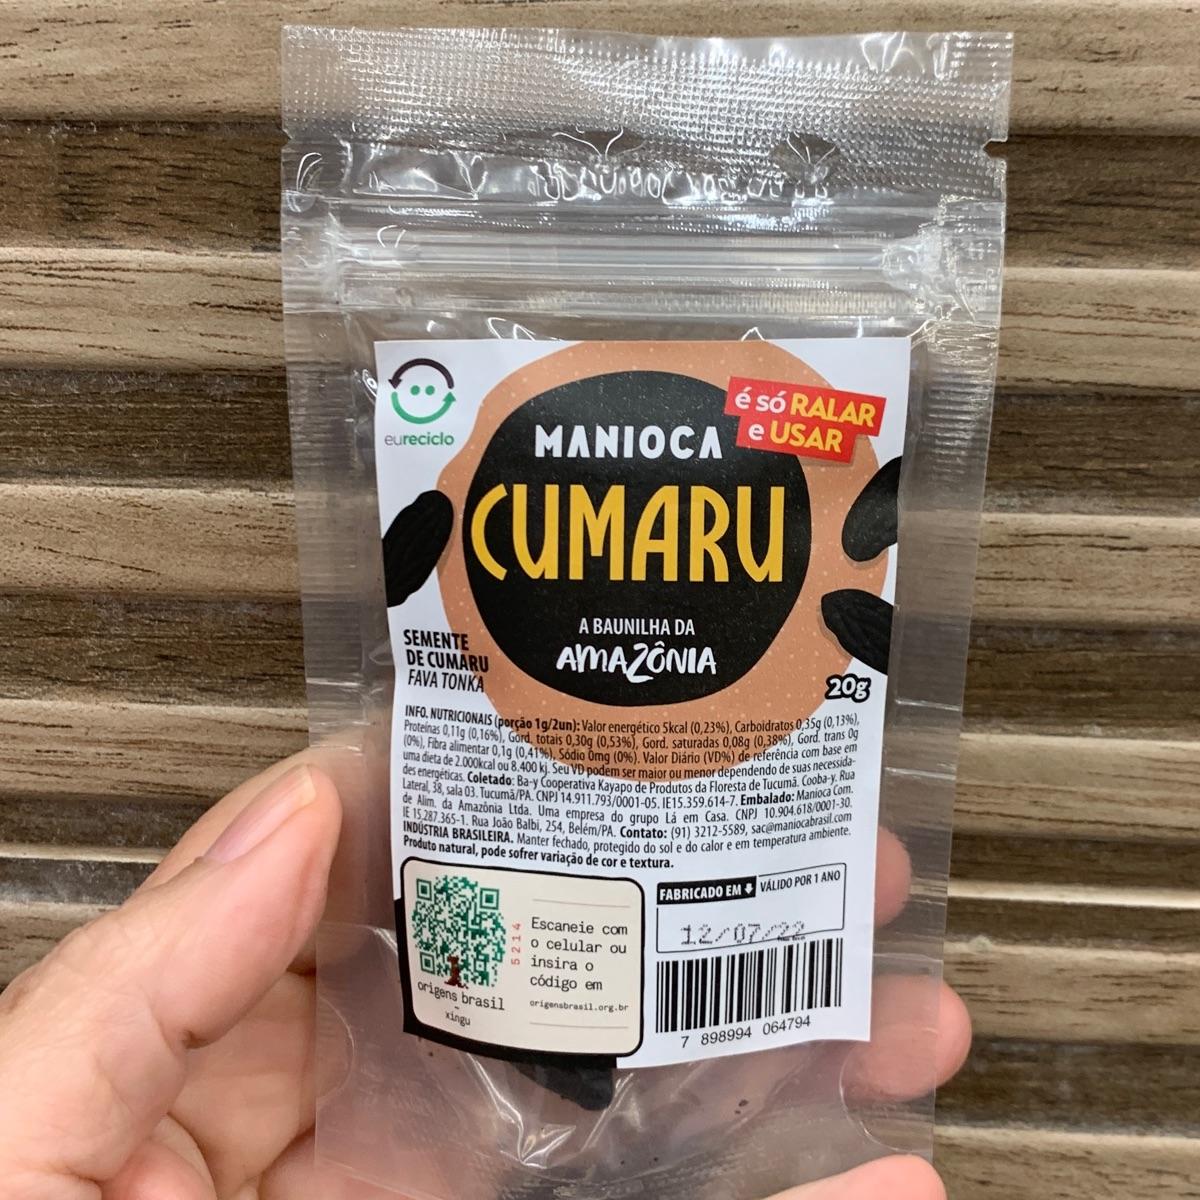 eureciclo
é só RALAR
e USAR
MANIOCA
CUMARU
A BAUNILHA DA
AMAZÔNIA
SEMENTE
DE CUMARU
FAVA TONKA
20g
INFO. NUTRICIONAIS (porção 1g/2un): Valor energético 5kcal (0,23%), Carboidratos 0,35g (0,13%),
Proteínas 0,11g (0,16%), Gord. totais 0,30g (0,53%), Gord. saturadas 0,08g (0,38%), Gord. trans 0g
(0%), Fibra alimentar 0,1g (0,41%), Sódio 0mg (0%). Valor Diário (VD%) de referência com base em
uma dieta de 2.000kcal ou 8.400 kj. Seu VD podem ser maior ou menor dependendo de suas necessida-
des energéticas. Coletado: Ba-y Cooperativa Kayapo de Produtos da Floresta de Tucumã. Cooba-y. Rua
Lateral, 38, sala 03. Tucumã/PA. CNPJ 14.911.793/0001-05. IE15.359.614-7. Embalado: Manioca Com.
de Alim. da Amazônia Ltda. Uma empresa do grupo Lá em Casa. CNPJ 10.904.618/0001-30.
IE 15.287.365-1. Rua João Balbi, 254, Belém/PA. Contato: (91) 3212-5589, sac@maniocabrasil.com
INDÚSTRIA BRASILEIRA. Manter fechado, protegido do sol e do calor e em temperatura ambiente.
Produto natural, pode sofrer variação de cor e textura.
5214
origens brasil
-
xingu
Escaneie com
o celular ou
insira o
código em
origensbrasil.org.br
FABRICADO EM VÁLIDO POR 1 ANO
12/07/22
7 898994 064794